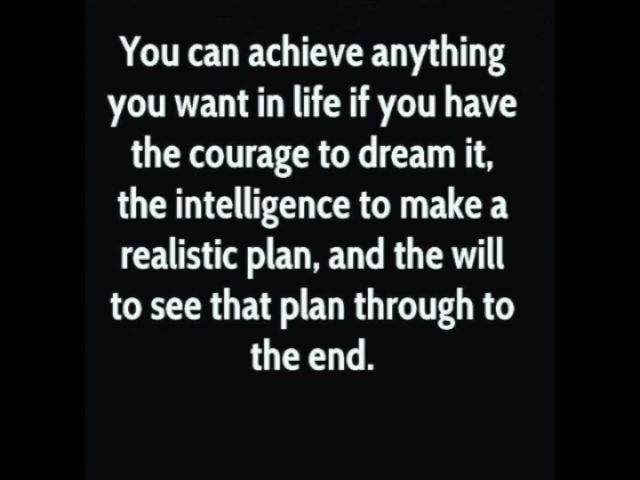 You can achieve anything
you want in life if you have
the courage to dream it,
the intelligence to make a
realistic plan, and the will
to see that plan through to
the end.